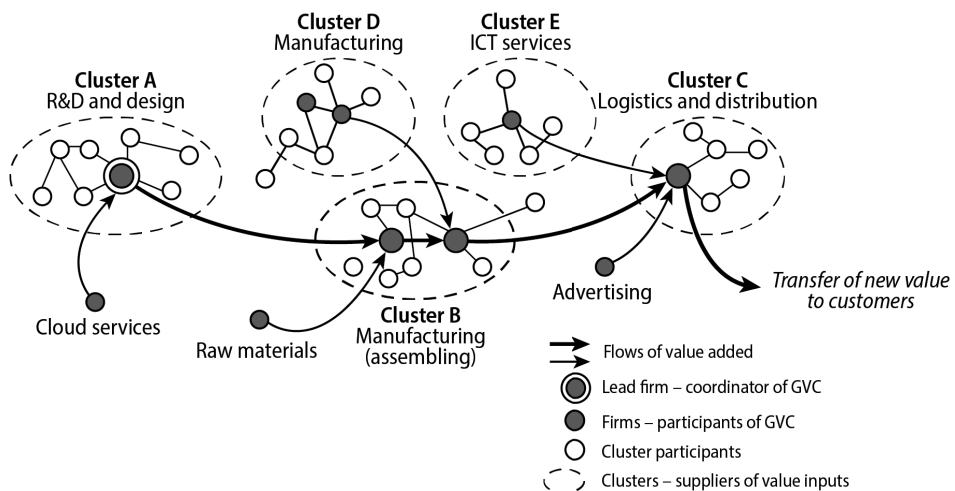 Cluster D
Manufacturing
Cluster E
ICT services
Cluster A
R&D and design
Cluster C
Logistics and distribution
Cloud services
Raw materials
Cluster B
Manufacturing
(assembling)
Advertising
Transfer of new value
to customers
Flows of value added
Lead firm – coordinator of GVC
Firms – participants of GVC
Cluster participants
Clusters – suppliers of value inputs